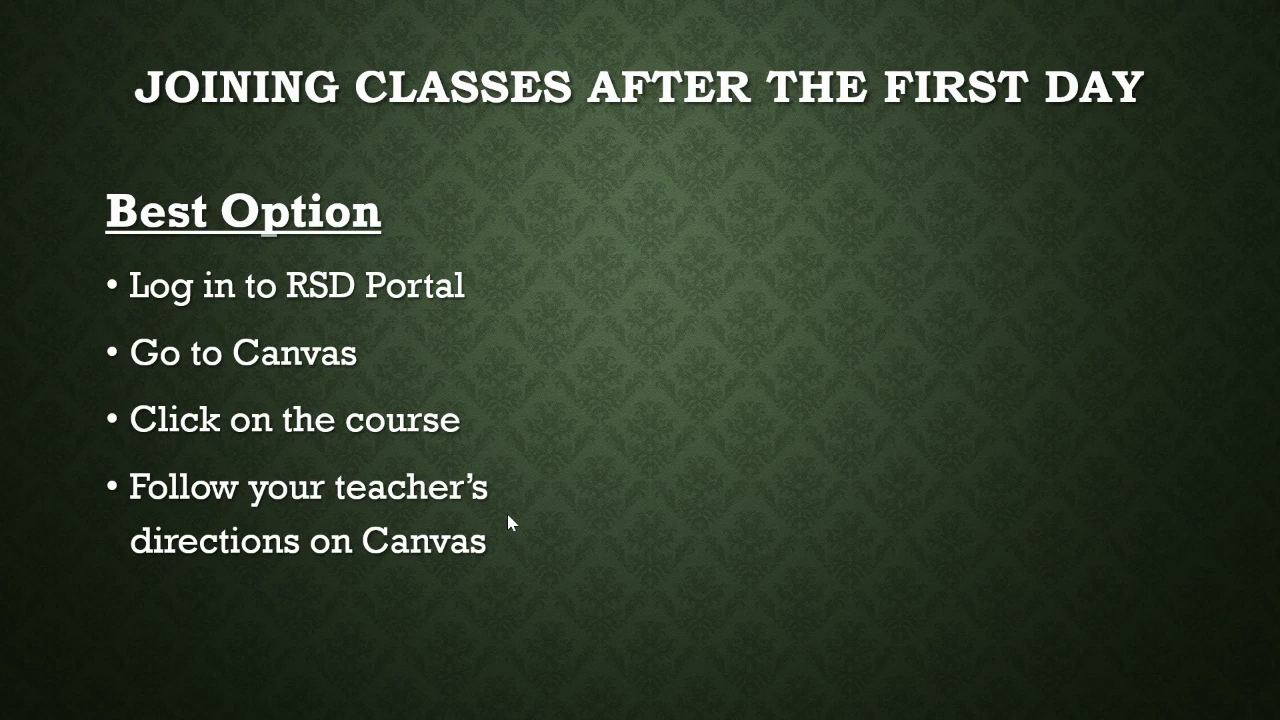 JOINING CLASSES AFTER THE FIRST DAY
Best Option
• Log in to RSD Portal
• Go to Canvas
• Click on the course
• Follow your teacher’s
directions on Canvas